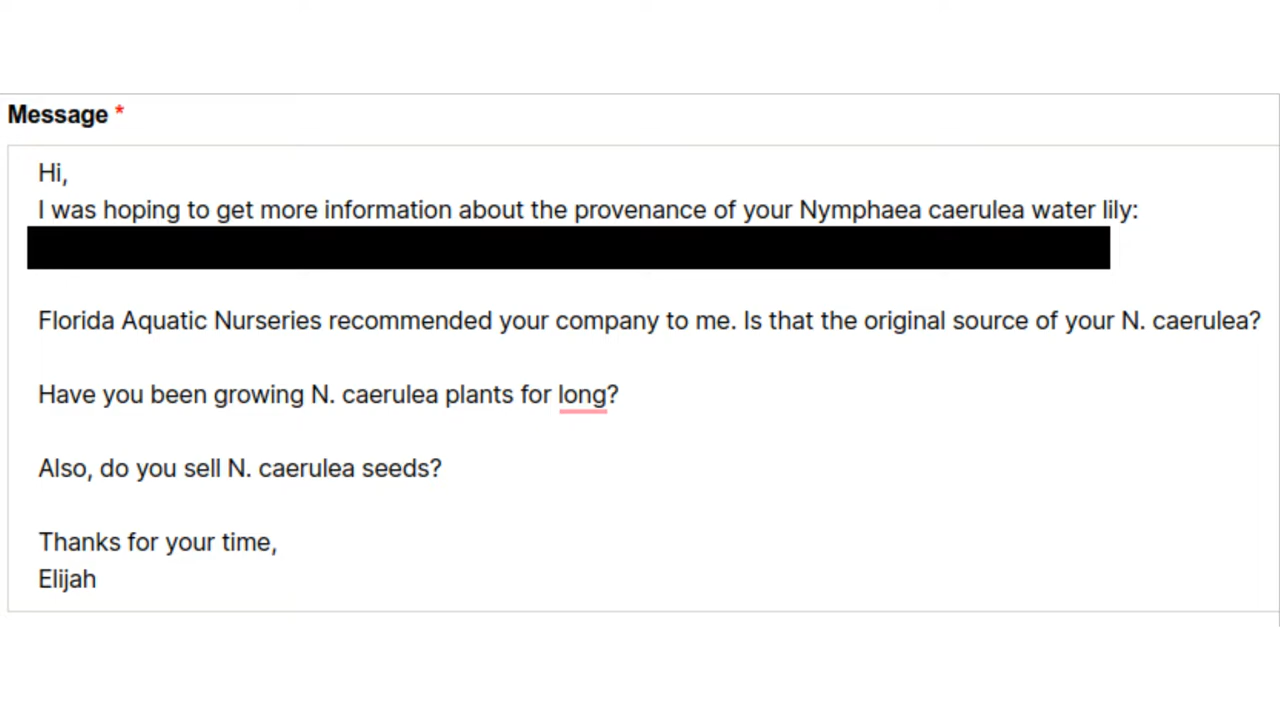 Message *
Hi,
I was hoping to get more information about the provenance of your Nymphaea caerulea water lily:
Florida Aquatic Nurseries recommended your company to me. Is that the original source of your N. caerulea?
Have you been growing N. caerulea plants for long?
Also, do you sell N. caerulea seeds?
Thanks for your time,
Elijah